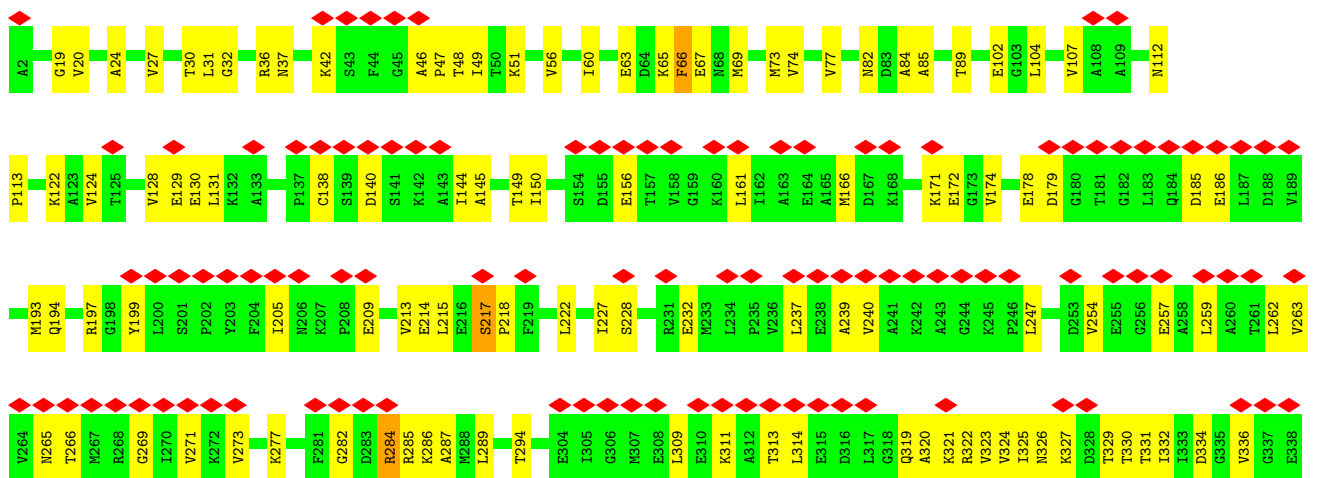 A2 G19 V20 A24 V27 T30 L31 G32 R36 N37 K42 S43 F44 G45 A46 P47 T48 I49 T50 K51 V56 I60 E63 D64 K65 F66 E67 N68 M69 M73 V74 V77 N82 D83 A84 A85 T89 E102 G103 L104 V107 A108 A109 N112
P113 K122 A123 V124 T125 V128 E129 E130 L131 K132 A133 P137 C138 S139 D140 S141 K142 A143 I144 A145 T149 I150 S154 D155 E156 T157 V158 G159 K160 L161 I162 A163 E164 A165 M166 D167 K168 K171 E172 G173 V174 E178 D179 G180 T181 G182 L183 Q184 D185 E186 L187 D188 V189
M193 Q194 R197 G198 Y199 L200 S201 P202 Y203 F204 I205 N206 K207 P208 E209 V213 E214 L215 E216 S217 P218 F219 L222 I227 S228 R231 E232 M233 L234 P235 V236 L237 E238 A239 V240 A241 K242 A243 G244 K245 P246 L247 D253 V254 E255 G256 E257 A258 L259 A260 T261 L262 V263
V264 N265 T266 M267 R268 G269 I270 V271 K272 V273 K277 F281 G282 D283 R284 R285 K286 A287 M288 L289 T294 E304 I305 G306 M307 E308 L309 E310 K311 A312 T313 L314 E315 D316 L317 G318 Q319 A320 K321 R322 V323 V324 I325 N326 K327 D328 T329 T330 T331 I332 I333 D334 G335 V336 G337 E338